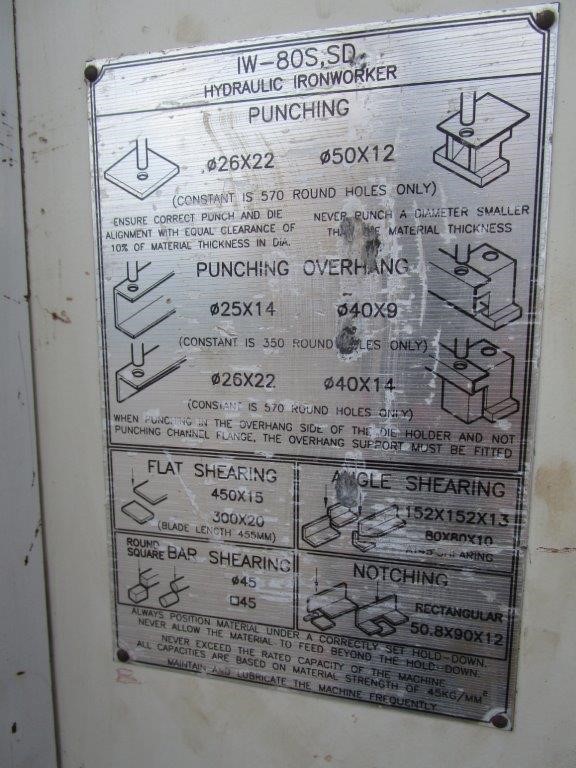 IW-80S,SD
HYDRAULIC IRONWORKER
PUNCHING
ø26X22 ø50X12
(CONSTANT IS 570 ROUND HOLES ONLY)
ENSURE CORRECT PUNCH AND DIE
ALIGNMENT WITH EQUAL CLEARANCE OF
10% OF MATERIAL THICKNESS IN DIA.
NEVER PUNCH A DIAMETER SMALLER
MATERIAL THICKNESS
PUNCHING OVERHANG
ø25X14 ø40X9
(CONSTANT IS 350 ROUND ONLY)
ø26X22 ø40X14
(CONSTANT IS 570 ROUND HOLES ONLY)
WHEN PUNCHING IN THE OVERHANG SIDE OF THE DIE HOLDER AND NOT
PUNCHING CHANNEL FLANGE, THE OVERHANG SUPPORT MUST BE FITTED
FLAT SHEARING
450X15
300X20
(BLADE LENGTH 455MM)
ANGLE SHEARING
152X152X13
80X80X10
SHEARING
ROUND
SQUARE BAR SHEARING
ø45
□45
NOTCHING
RECTANGULAR
50.8X90X12
ALWAYS POSITION MATERIAL UNDER A CORRECTLY SET HOLD-DOWN.
NEVER ALLOW THE MATERIAL TO FEED BEYOND THE HOLD-DOWN.
NEVER EXCEED THE RATED CAPACITY OF THE MACHINE.
ALL CAPACITIES ARE BASED ON MATERIAL STRENGTH OF 45KG/MM²
MAINTAIN AND LUBRICATE THE MACHINE FREQUENTLY.